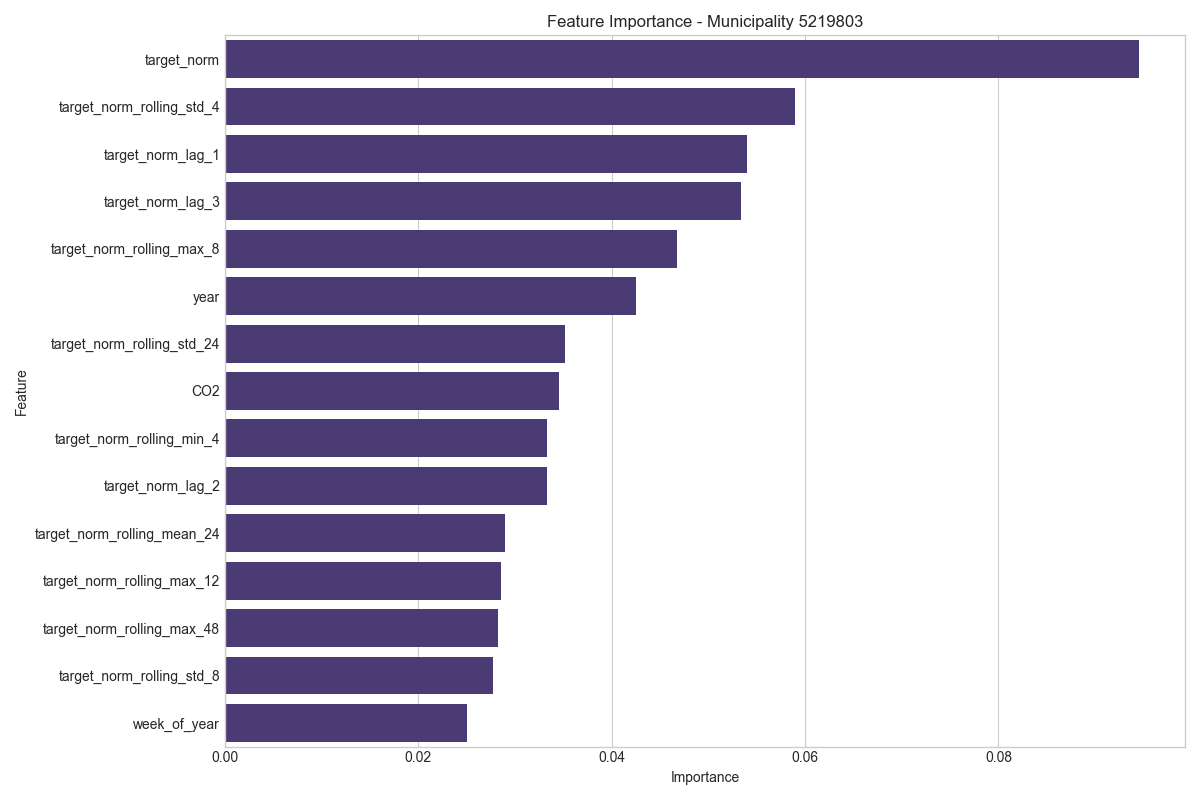 Feature Importance - Municipality 5219803
target_norm
target_norm_rolling_std_4
target_norm_lag_1
target_norm_lag_3
target_norm_rolling_max_8
year
target_norm_rolling_std_24
CO2
target_norm_rolling_min_4
target_norm_lag_2
target_norm_rolling_mean_24
target_norm_rolling_max_12
target_norm_rolling_max_48
target_norm_rolling_std_8
week_of_year
Feature
0.00 0.02 0.04 0.06 0.08
Importance